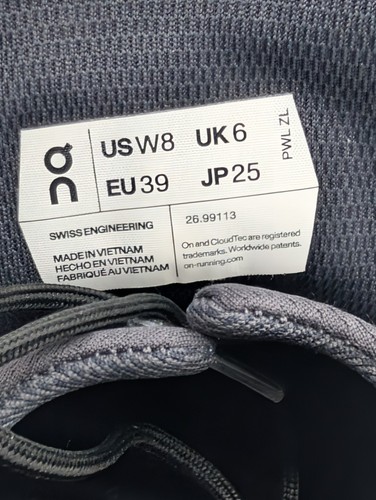 On
US W8 UK 6
EU 39 JP 25
PWL ZL
SWISS ENGINEERING
MADE IN VIETNAM
HECHO EN VIETNAM
FABRIQUÉ AU VIETNAM
26.99113
On and CloudTec are registered
trademarks. Worldwide patents.
on-running.com